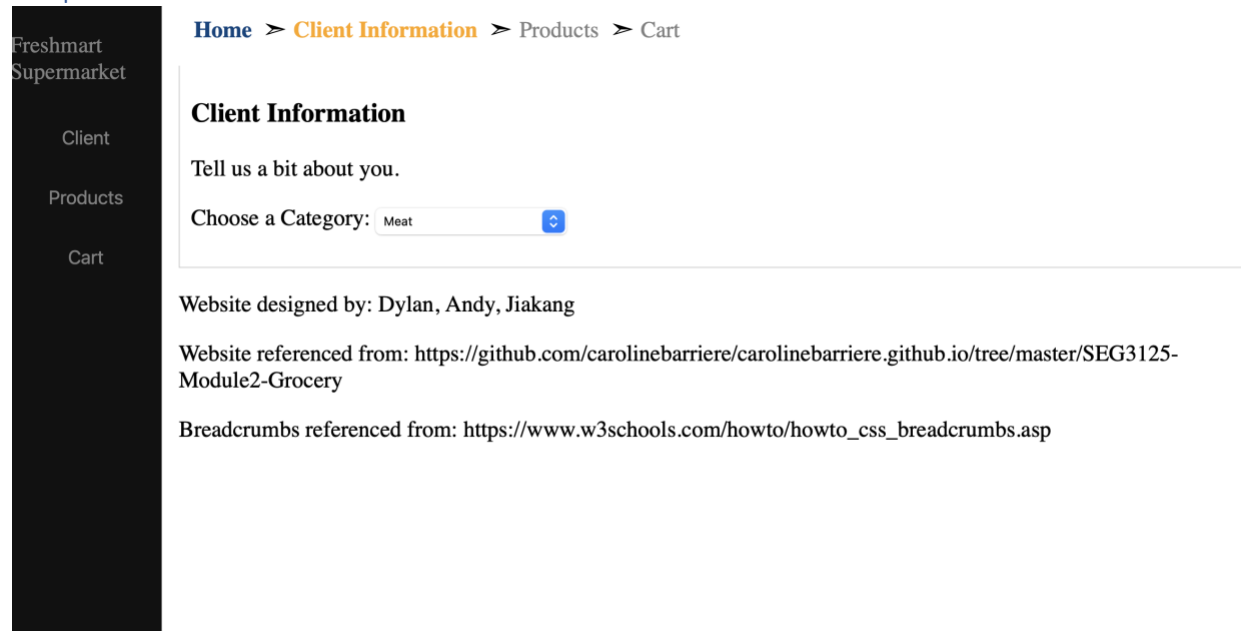 Home ➣ Client Information ➣ Products ➣ Cart
Freshmart
Supermarket
Client
Products
Cart
Client Information
Tell us a bit about you.
Choose a Category: Meat
Website designed by: Dylan, Andy, Jiakang
Website referenced from: https://github.com/carolinebarriere/carolinebarriere.github.io/tree/master/SEG3125-
Module2-Grocery
Breadcrumbs referenced from: https://www.w3schools.com/howto/howto_css_breadcrumbs.asp